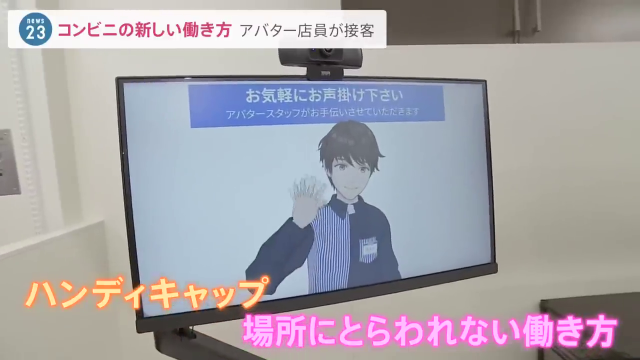 news
23
コンビニの新しい働き方 アバター店員が接客
お気軽にお声掛け下さい
アバタースタッフがお手伝いさせていただきます
ハンディキャップ
場所にとらわれない働き方